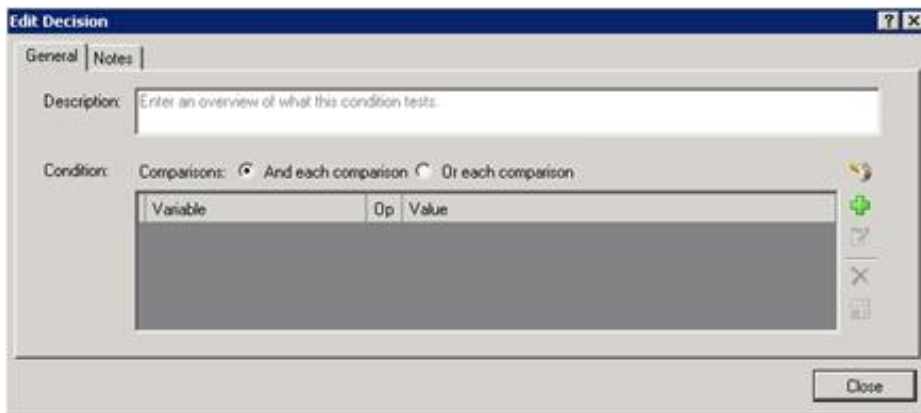 Edit Decision
General Notes
Description: Enter an overview of what this condition tests.
Condition: Comparisons: And each comparison Or each comparison
Variable Op Value
Close